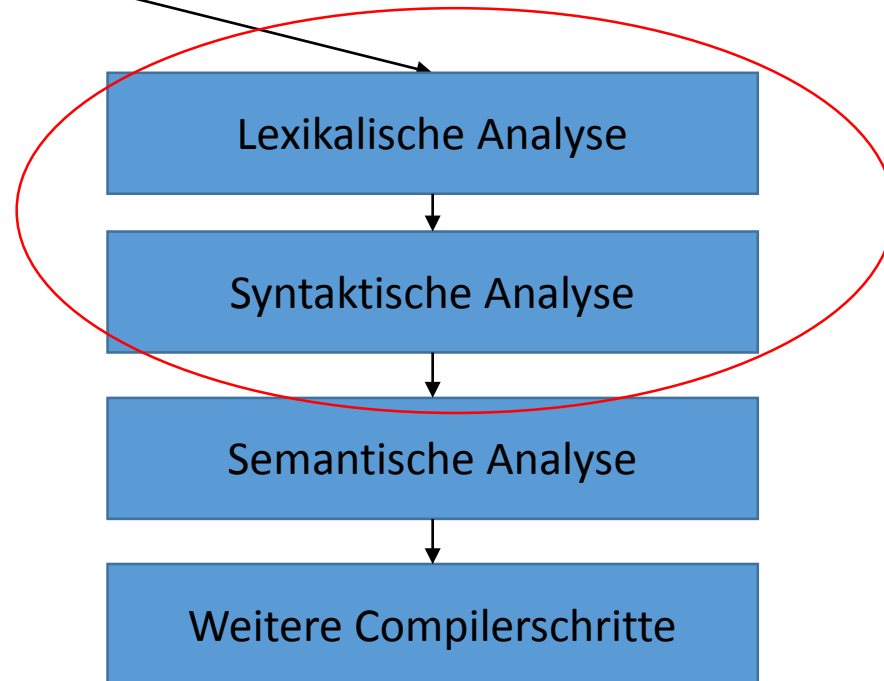 Lexikalische Analyse
Syntaktische Analyse
Semantische Analyse
Weitere Compilerschritte